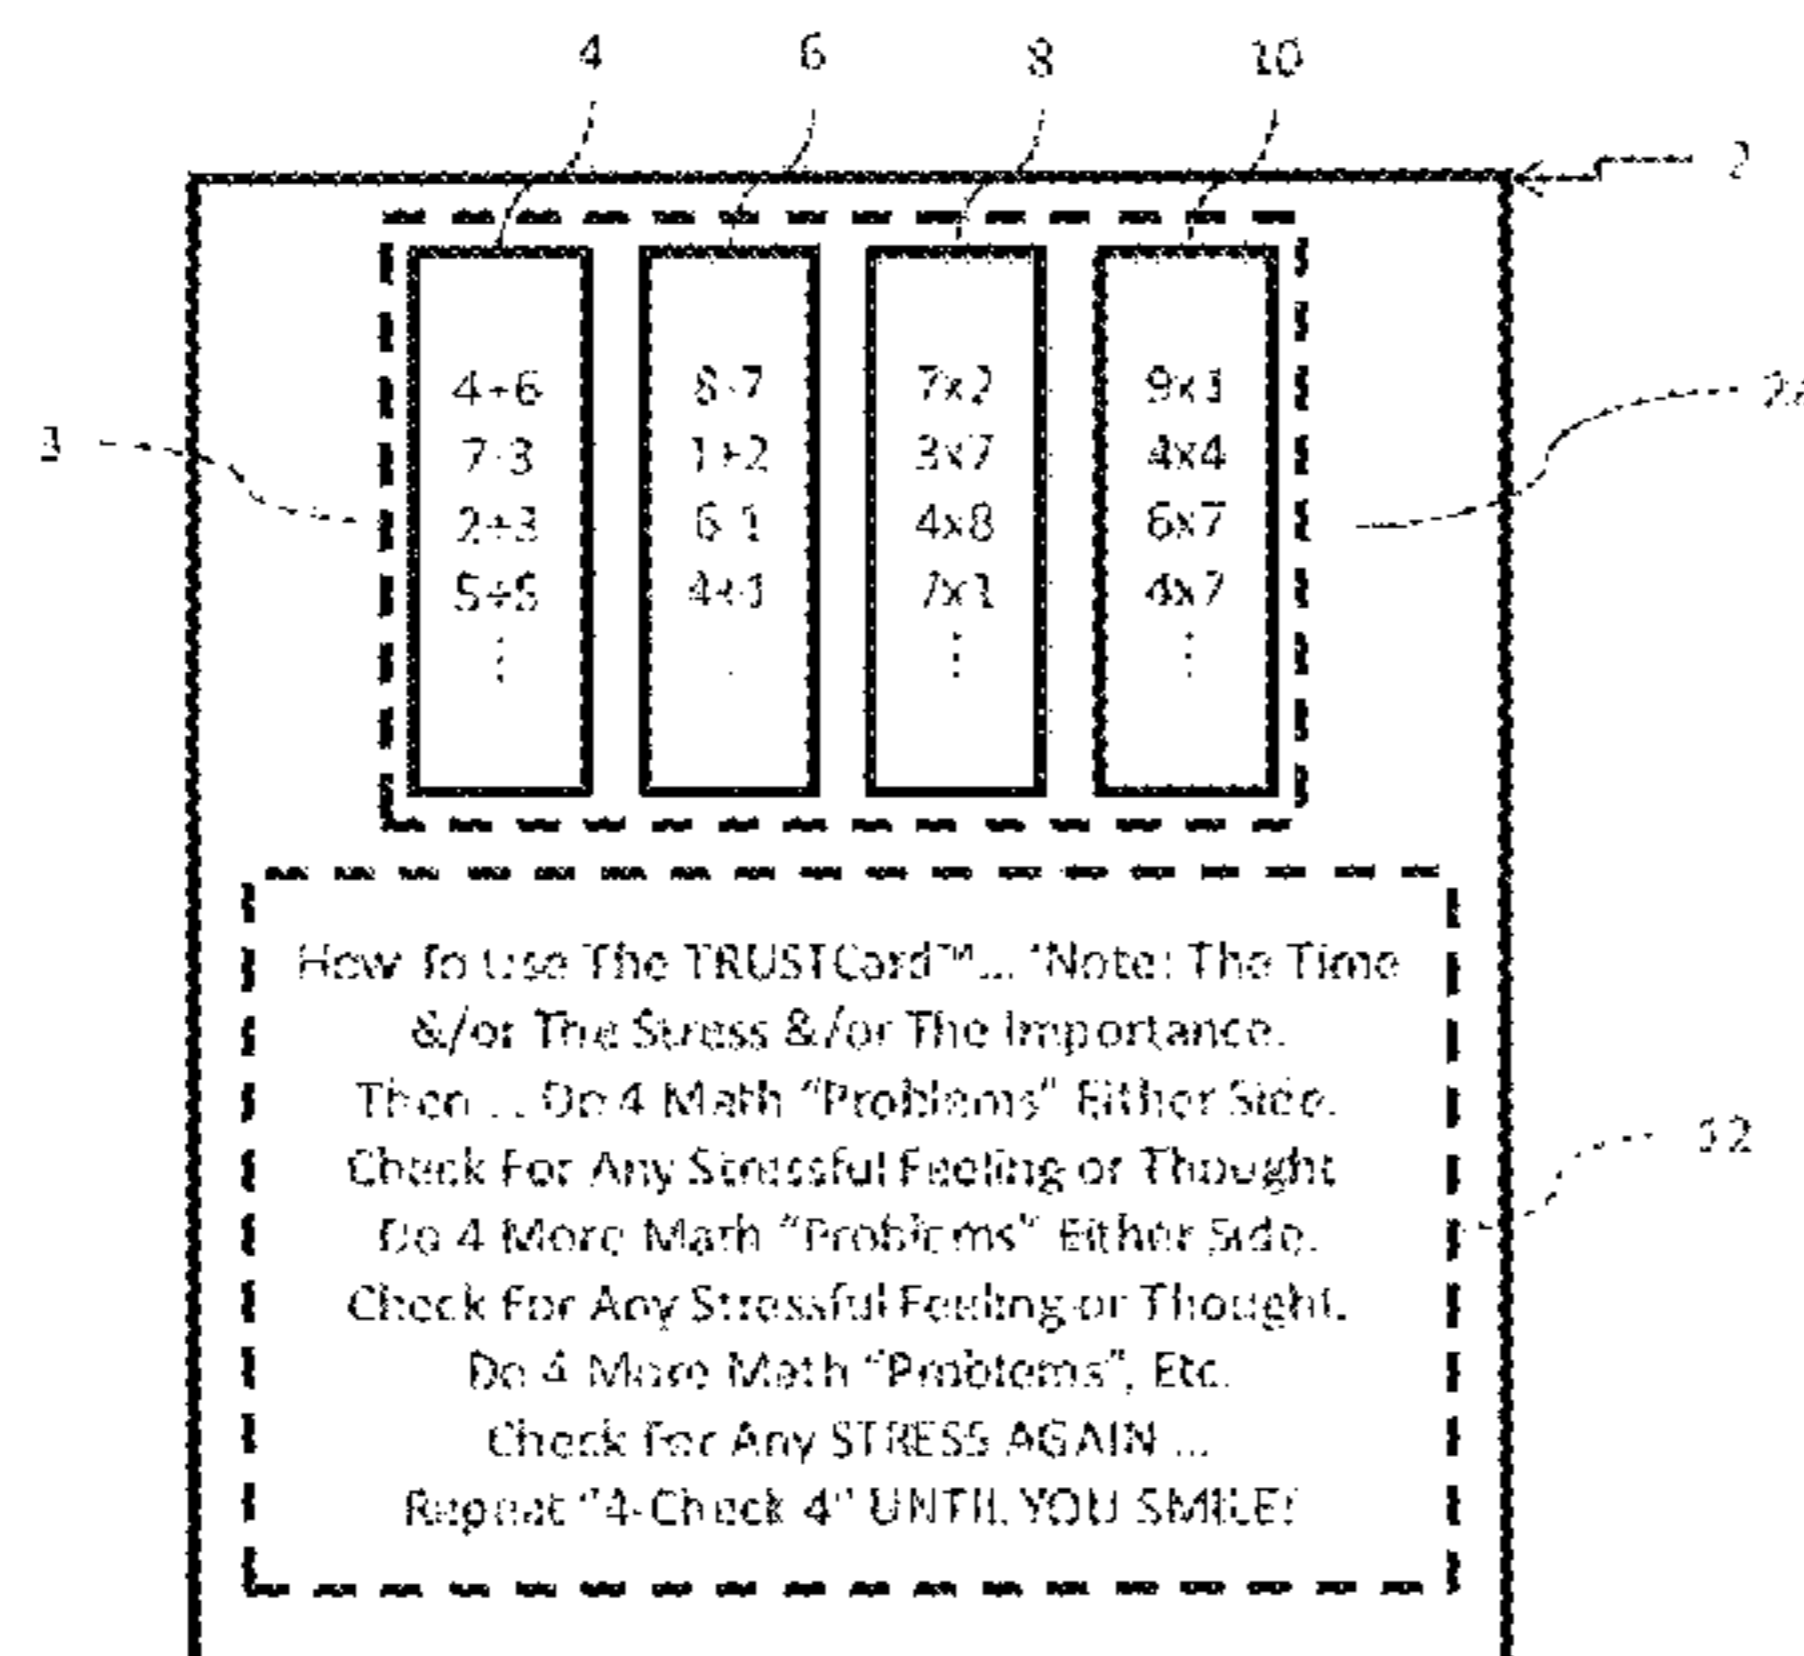 4 6 8 10
2
3
4+6 8-7 7x2 9x1
7-3 1+2 3x7 4x4
2+3 6-1 4x8 6x7
5+5 4+1 7x1 4x7
12
How To Use The TRUSTCard™... *Note: The Time
&/or The Stress &/or The Importance.
Then ... Do 4 Math “Problems” Either Side.
Check For Any Stressful Feeling or Thought
Do 4 More Math “Problems” Either Side.
Check For Any Stressful Feeling or Thought.
Do 4 More Math “Problems”, Etc.
Check For Any STRESS AGAIN ...
Repeat “4-Check 4” UNTIL YOU SMILE!